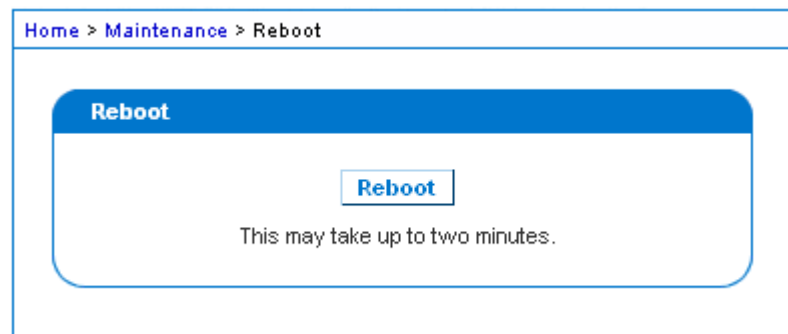 Home > Maintenance > Reboot
Reboot
Reboot
This may take up to two minutes.